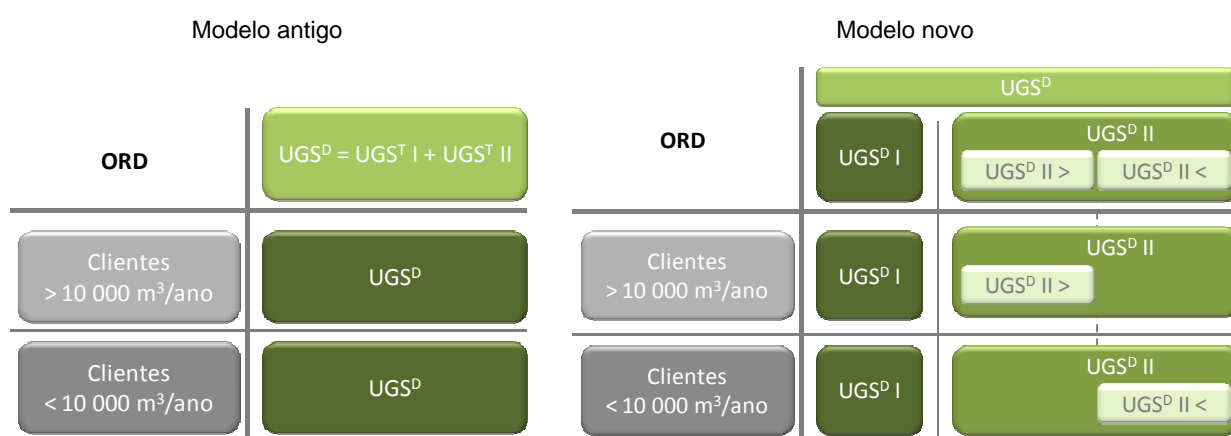 Modelo antigo
ORD
UGSᴰ = UGSᵀ I + UGSᵀ II
Clientes
> 10 000 m³/ano
UGSᴰ
Clientes
< 10 000 m³/ano
UGSᴰ
Modelo novo
UGSᴰ
ORD
UGSᴰ I
UGSᴰ II
UGSᴰ II >
UGSᴰ II <
Clientes
> 10 000 m³/ano
UGSᴰ I
UGSᴰ II
UGSᴰ II >
Clientes
< 10 000 m³/ano
UGSᴰ I
UGSᴰ II
UGSᴰ II <